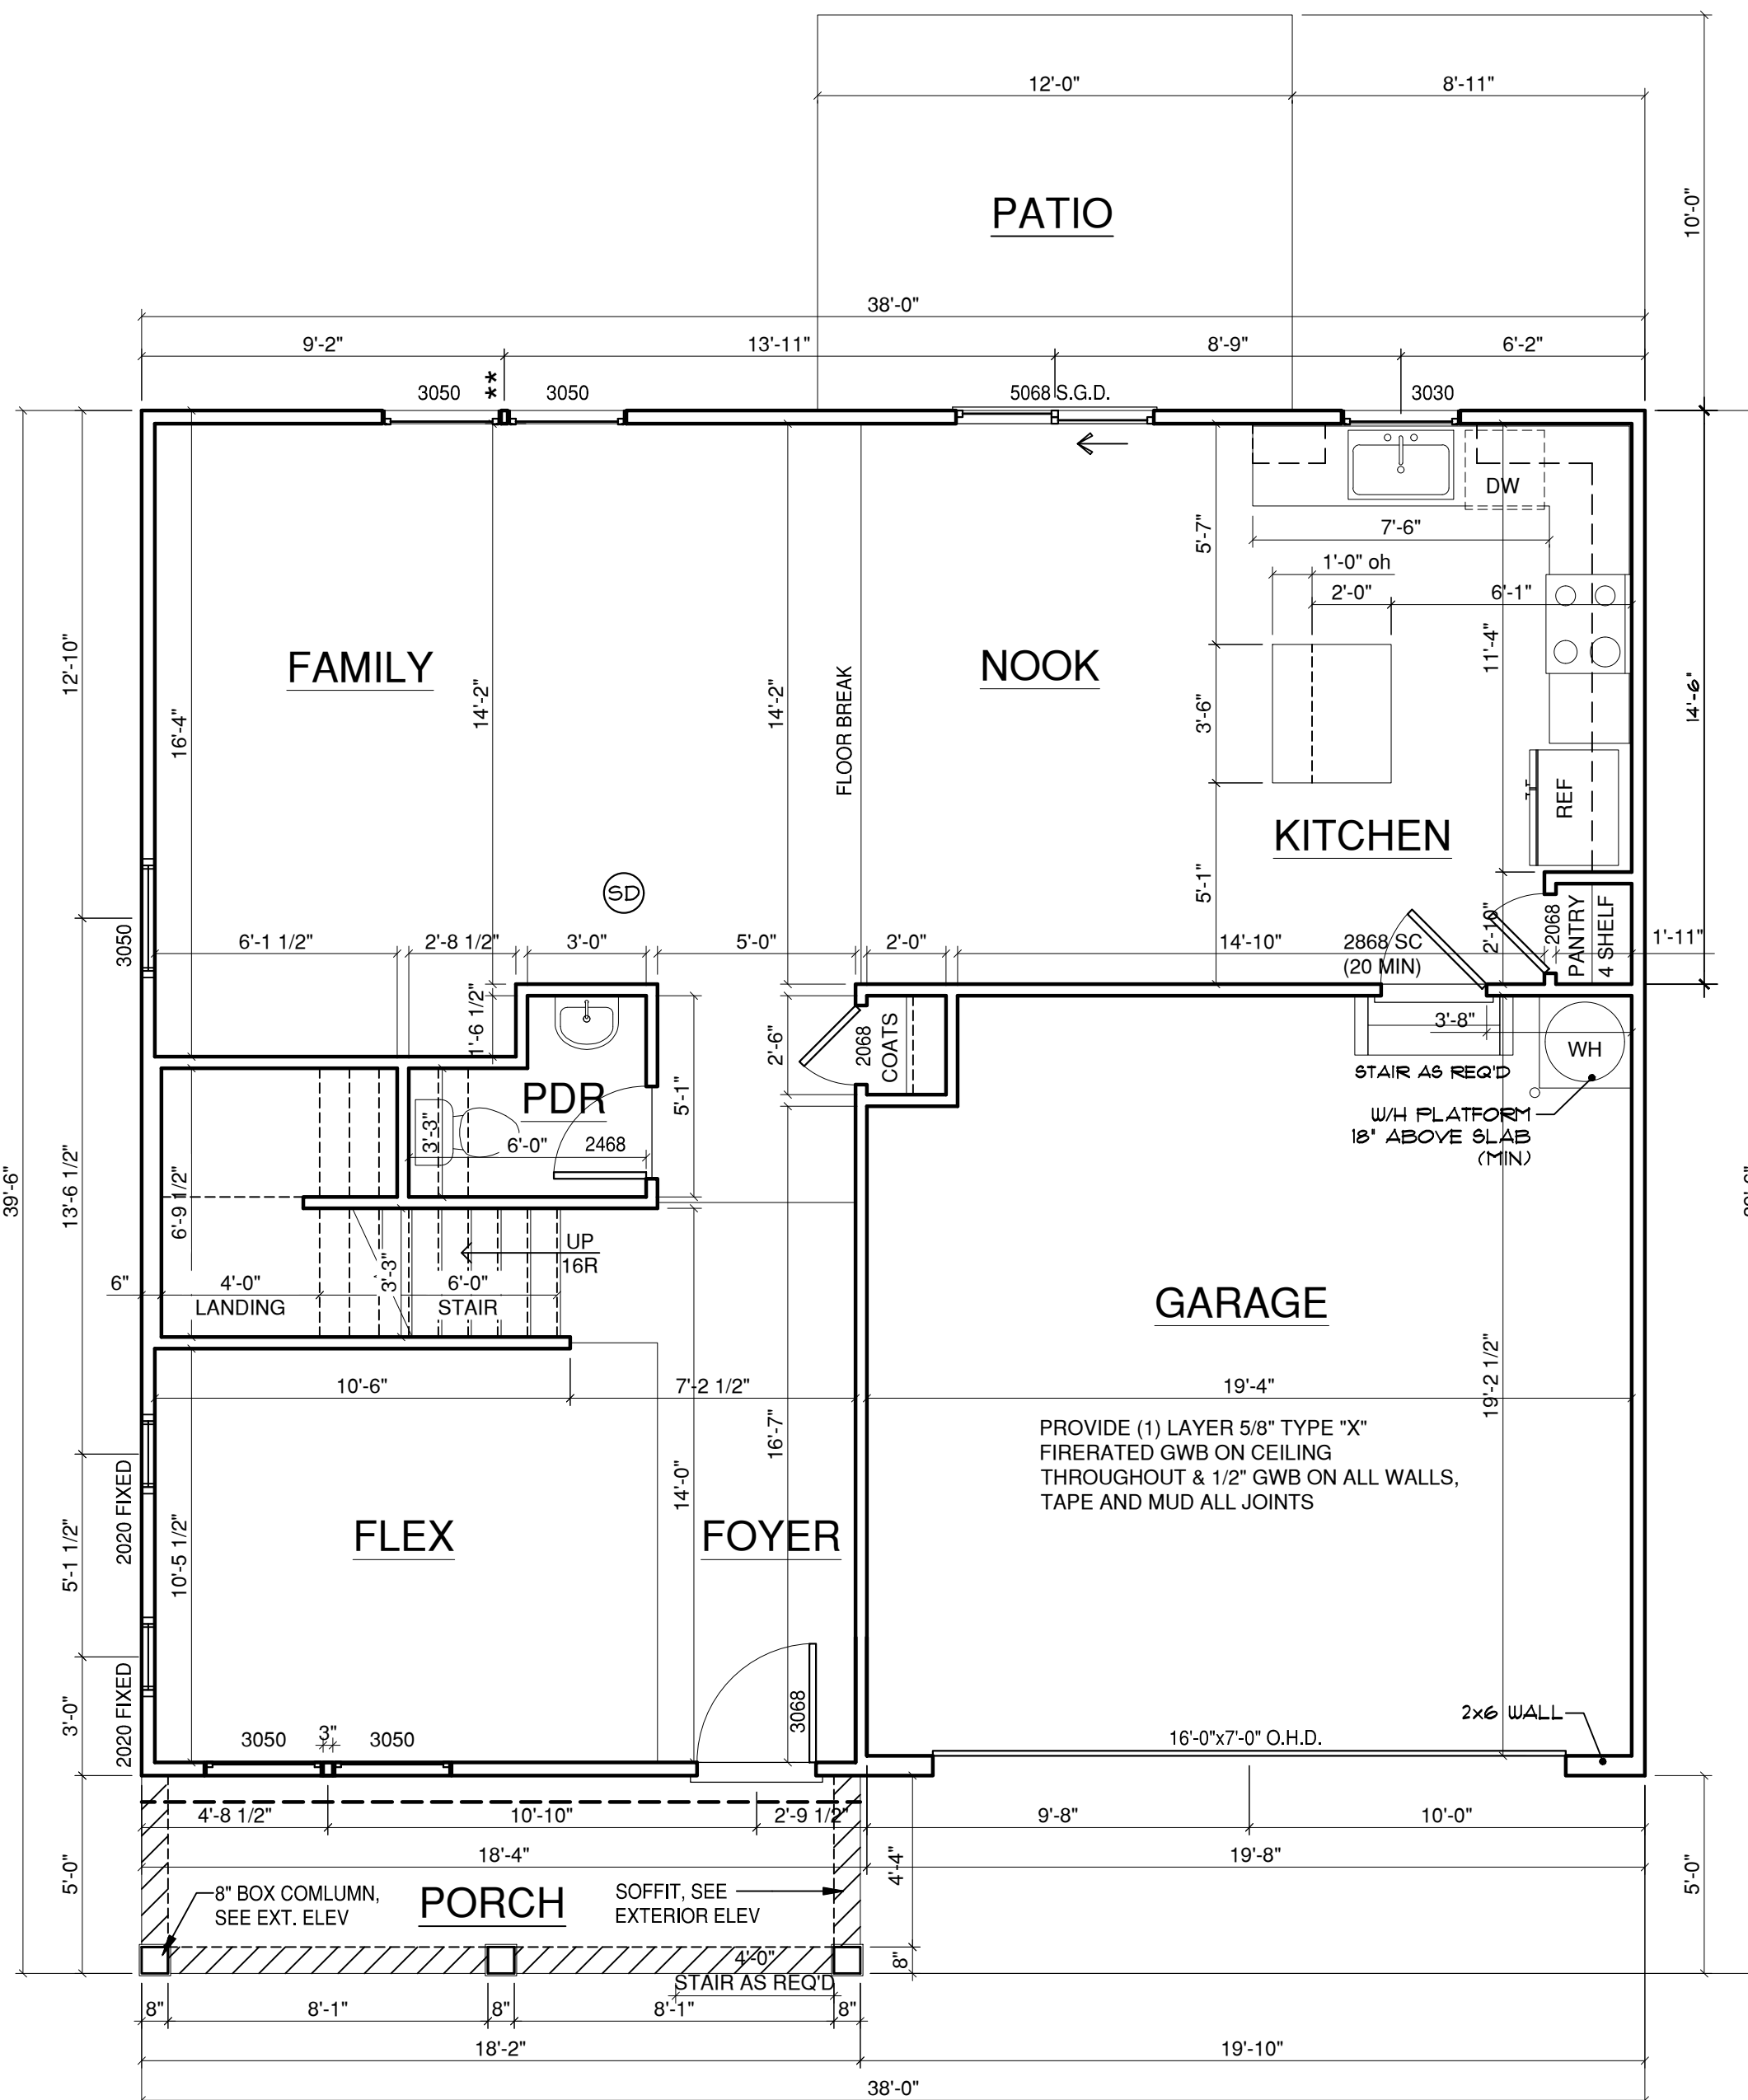 12'-0"
8'-11"
10'-0"
PATIO
38'-0"
9'-2"
13'-11"
8'-9"
6'-2"
3050
**
3050
5068 S.G.D.
3030
DW
7'-6"
5'-7"
1'-0" oh
2'-0"
6'-1"
11'-4"
12'-10"
FAMILY
NOOK
16'-4"
14'-2"
14'-2"
FLOOR BREAK
3'-6"
14'-6"
REF
KITCHEN
SD
5'-1"
3050
6'-1 1/2"
2'-8 1/2"
3'-0"
5'-0"
2'-0"
14'-10"
2868 SC
(20 MIN)
2'-10"
2068
PANTRY
4 SHELF
1'-11"
1'-6 1/2"
2'-6"
2068
COATS
3'-8"
WH
STAIR AS REQ'D
W/H PLATFORM
18" ABOVE SLAB
(MIN)
PDR
5'-1"
3'-3"
6'-0"
2468
39'-6"
13'-6 1/2"
6'-9 1/2"
UP
16R
3'-3"
6"
4'-0"
LANDING
6'-0"
STAIR
GARAGE
10'-6"
7'-2 1/2"
19'-4"
19'-2 1/2"
16'-7"
14'-0"
PROVIDE (1) LAYER 5/8" TYPE "X"
FIRERATED GWB ON CEILING
THROUGHOUT & 1/2" GWB ON ALL WALLS,
TAPE AND MUD ALL JOINTS
2020 FIXED
5'-1 1/2"
10'-5 1/2"
FLEX
FOYER
3'-0"
2020 FIXED
3050
3"
3050
3068
16'-0"x7'-0" O.H.D.
2x6 WALL
4'-8 1/2"
10'-10"
2'-9 1/2"
9'-8"
10'-0"
18'-4"
19'-8"
5'-0"
4'-4"
5'-0"
8" BOX COMLUMN,
SEE EXT. ELEV
PORCH
SOFFIT, SEE
EXTERIOR ELEV
4'-0"
STAIR AS REQ'D
8"
8"
8'-1"
8"
8'-1"
8"
18'-2"
19'-10"
38'-0"